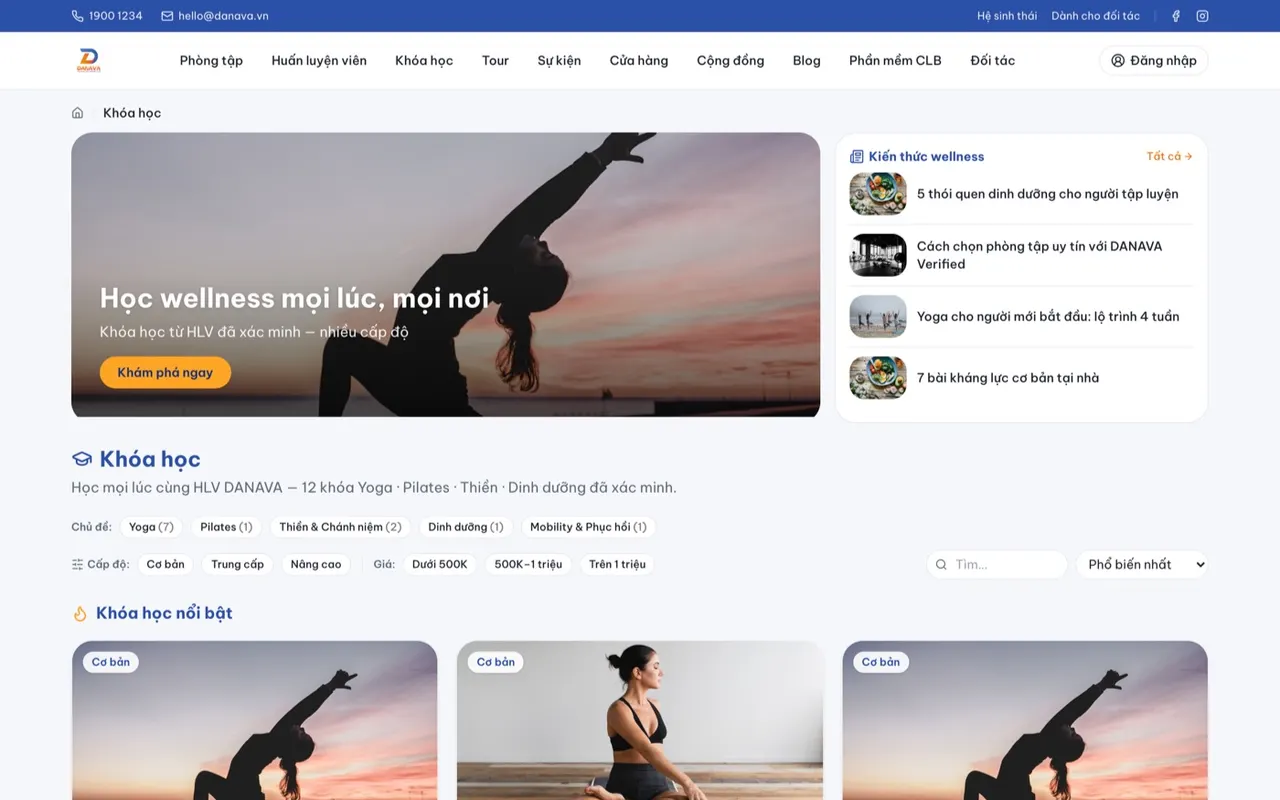 1900 1234
hello@danava.vn
Hệ sinh thái
Dành cho đối tác
DANAVA
Phòng tập
Huấn luyện viên
Khóa học
Tour
Sự kiện
Cửa hàng
Cộng đồng
Blog
Phần mềm CLB
Đối tác
Đăng nhập
Khóa học
Học wellness mọi lúc, mọi nơi
Khóa học từ HLV đã xác minh — nhiều cấp độ
Khám phá ngay
Kiến thức wellness
Tất cả →
5 thói quen dinh dưỡng cho người tập luyện
Cách chọn phòng tập uy tín với DANAVA
Verified
Yoga cho người mới bắt đầu: lộ trình 4 tuần
7 bài kháng lực cơ bản tại nhà
Khóa học
Học mọi lúc cùng HLV DANAVA — 12 khóa Yoga · Pilates · Thiền · Dinh dưỡng đã xác minh.
Chủ đề:
Yoga (7)
Pilates (1)
Thiền & Chánh niệm (2)
Dinh dưỡng (1)
Mobility & Phục hồi (1)
Cấp độ:
Cơ bản
Trung cấp
Nâng cao
Giá:
Dưới 500K
500K–1 triệu
Trên 1 triệu
Tìm...
Phổ biến nhất
Khóa học nổi bật
Cơ bản
Cơ bản
Cơ bản